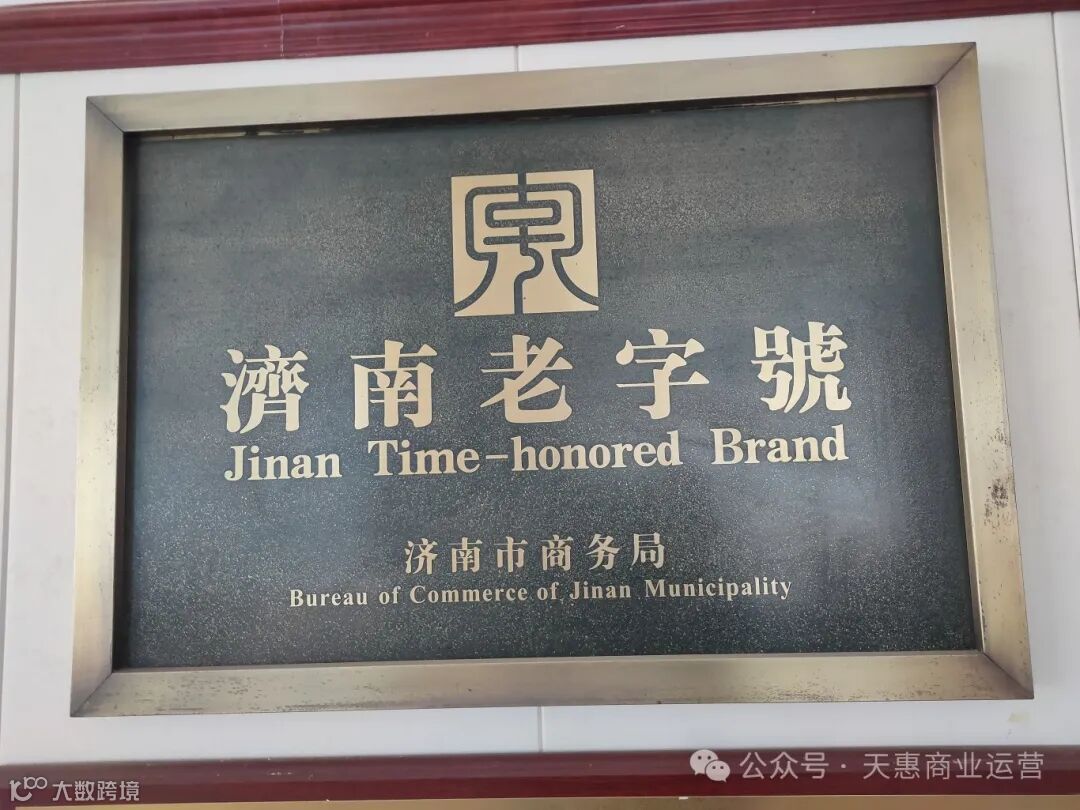 泉
濟南老字號
Jinan Time-honored Brand
济南市商务局
Bureau of Commerce of Jinan Municipality
公众号·天惠商业运营
大数跨境